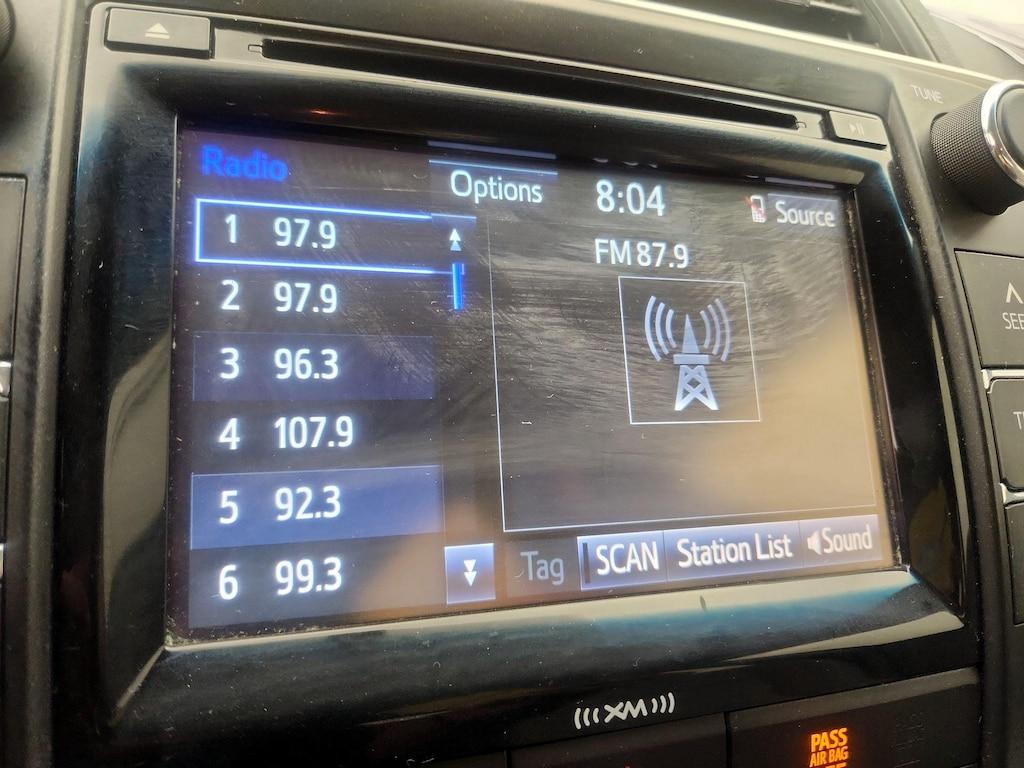 TUNE
Radio
Options
8:04
Source
1 97.9
FM 87.9
2 97.9
3 96.3
4 107.9
5 92.3
6 99.3
Tag
SCAN
Station List
Sound
XM
PASS
AIR BAG